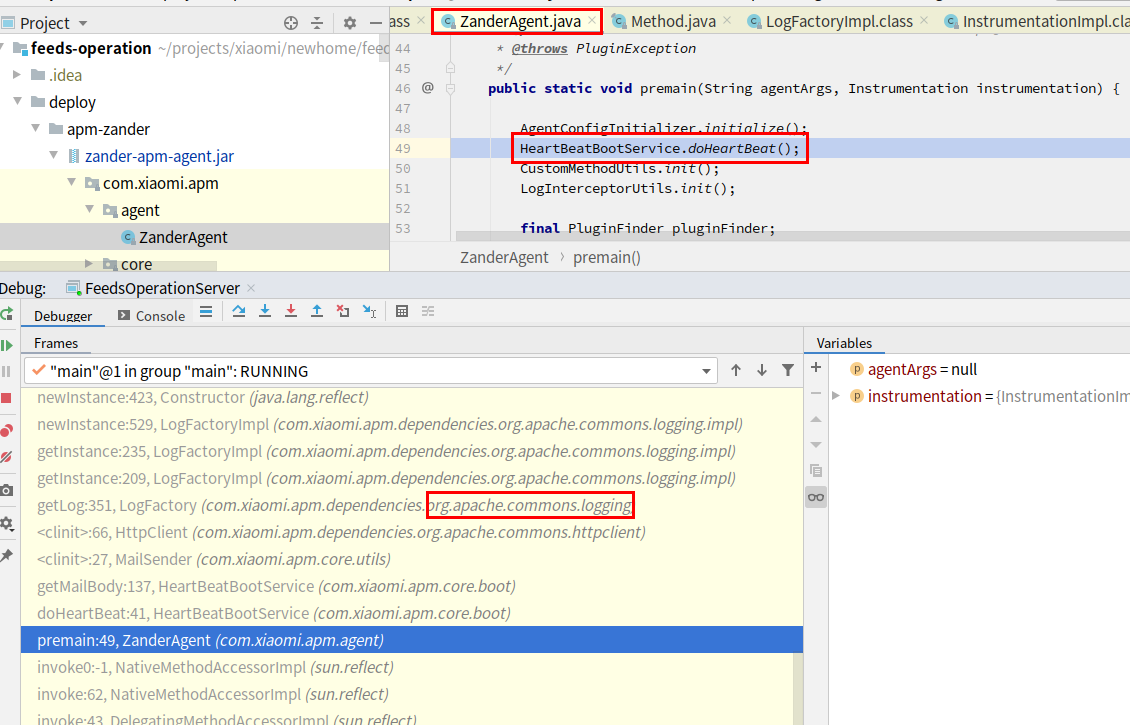 Project
ass
ZanderAgent.java
Method.java
LogFactoryImpl.class
InstrumentationImpl.cla
feeds-operation ~/projects/xiaomi/newhome/feed
.idea
deploy
apm-zander
zander-apm-agent.jar
com.xiaomi.apm
agent
ZanderAgent
core
44 * @throws PluginException
45 */
46 @ public static void premain(String agentArgs, Instrumentation instrumentation) {
47
48 AgentConfigInitializer.initialize();
49 HeartBeatBootService.doHeartBeat();
50 CustomMethodUtils.init();
51 LogInterceptorUtils.init();
52
53 final PluginFinder pluginFinder;
ZanderAgent › premain()
Debug: FeedsOperationServer
Debugger Console
Frames
"main"@1 in group "main": RUNNING
newInstance:423, Constructor (java.lang.reflect)
newInstance:529, LogFactoryImpl (com.xiaomi.apm.dependencies.org.apache.commons.logging.impl)
getInstance:235, LogFactoryImpl (com.xiaomi.apm.dependencies.org.apache.commons.logging.impl)
getInstance:209, LogFactoryImpl (com.xiaomi.apm.dependencies.org.apache.commons.logging.impl)
getLog:351, LogFactory (com.xiaomi.apm.dependencies.org.apache.commons.logging)
<clinit>:66, HttpClient (com.xiaomi.apm.dependencies.org.apache.commons.httpclient)
<clinit>:27, MailSender (com.xiaomi.apm.core.utils)
getMailBody:137, HeartBeatBootService (com.xiaomi.apm.core.boot)
doHeartBeat:41, HeartBeatBootService (com.xiaomi.apm.core.boot)
premain:49, ZanderAgent (com.xiaomi.apm.agent)
invoke0:-1, NativeMethodAccessorImpl (sun.reflect)
invoke:62, NativeMethodAccessorImpl (sun.reflect)
invoke:43, DelegatingMethodAccessorImpl (sun.reflect)
Variables
agentArgs = null
instrumentation = {InstrumentationIm